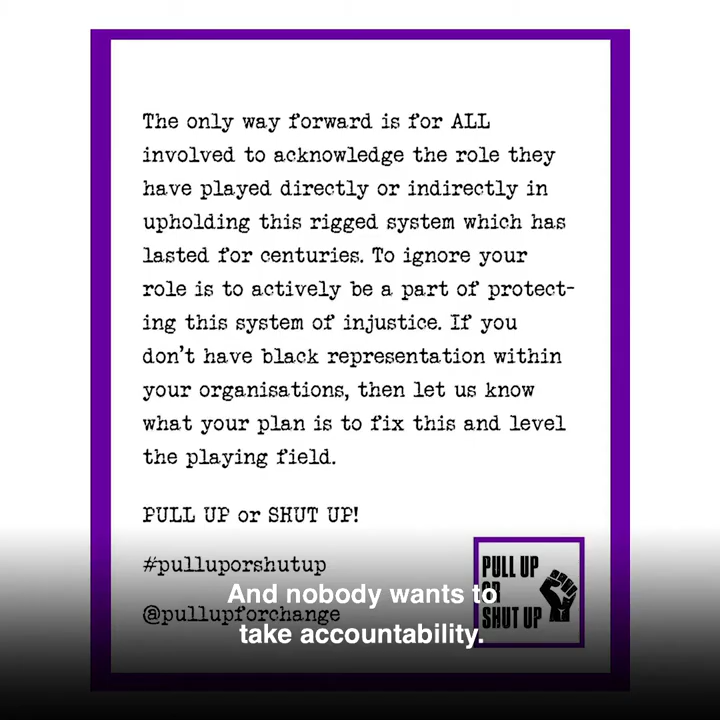 The only way forward is for ALL
involved to acknowledge the role they
have played directly or indirectly in
upholding this rigged system which has
lasted for centuries. To ignore your
role is to actively be a part of protect-
ing this system of injustice. If you
don't have black representation within
your organisations, then let us know
what your plan is to fix this and level
the playing field.
PULL UP or SHUT UP!
#pulluporshutup
@pullupforchange
PULL UP
OR
SHUT UP
And nobody wants to
take accountability.